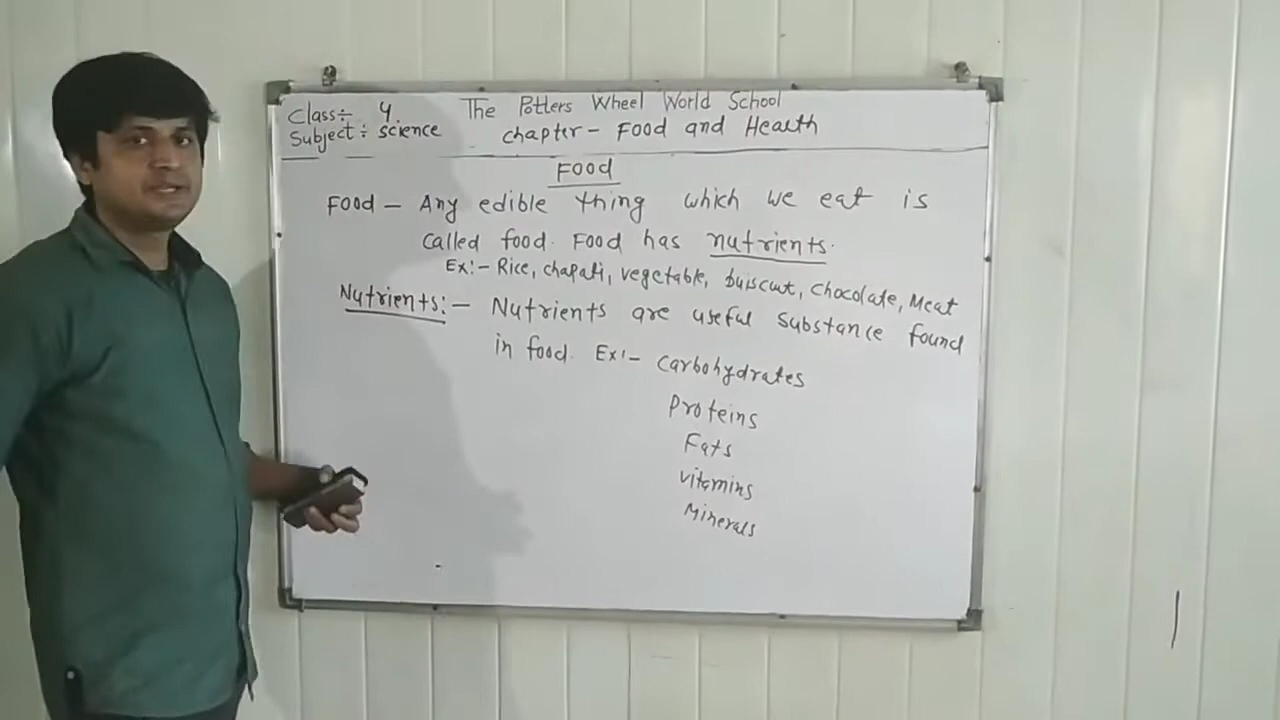 Class÷ 4. The Potters Wheel World School
Subject÷ science chapter- Food and Health
Food
Food - Any edible thing which we eat is
called food. Food has nutrients.
Ex:- Rice, chapati, vegetable, buiscut, chocolate, Meat
Nutrients:- Nutrients are useful substance found
in food. Ex:- Carbohydrates
Proteins
Fats
vitamins
Minerals